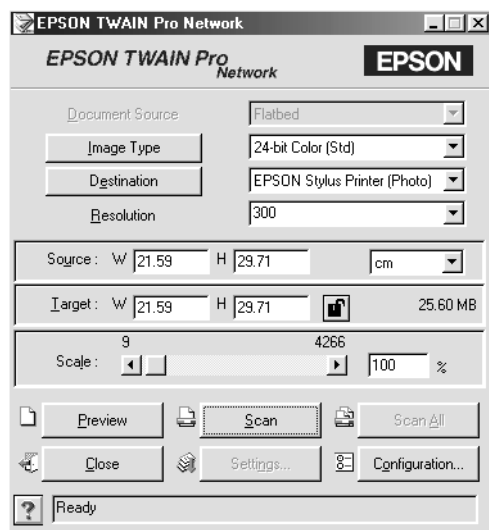 EPSON TWAIN Pro Network
EPSON TWAIN Pro Network EPSON
Document Source Flatbed
Image Type 24-bit Color (Std)
Destination EPSON Stylus Printer (Photo)
Resolution 300
Source : W 21.59 H 29.71 cm
Target : W 21.59 H 29.71 25.60 MB
9 4266
Scale : 100 %
Preview Scan Scan All
Close Settings... Configuration...
? Ready